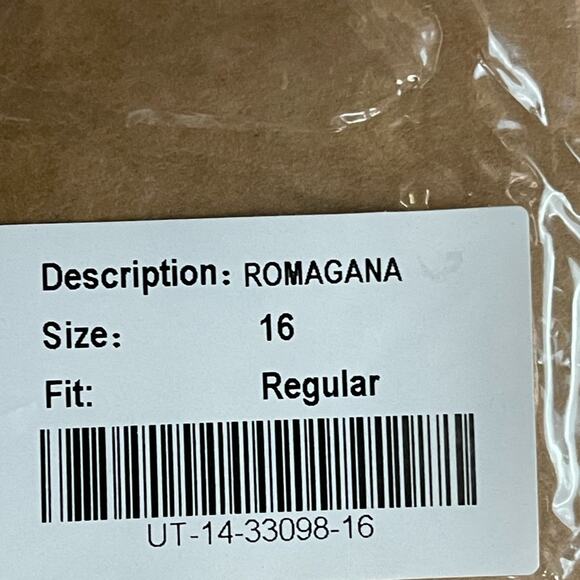 Description: ROMAGANA
Size: 16
Fit: Regular
UT-14-33098-16